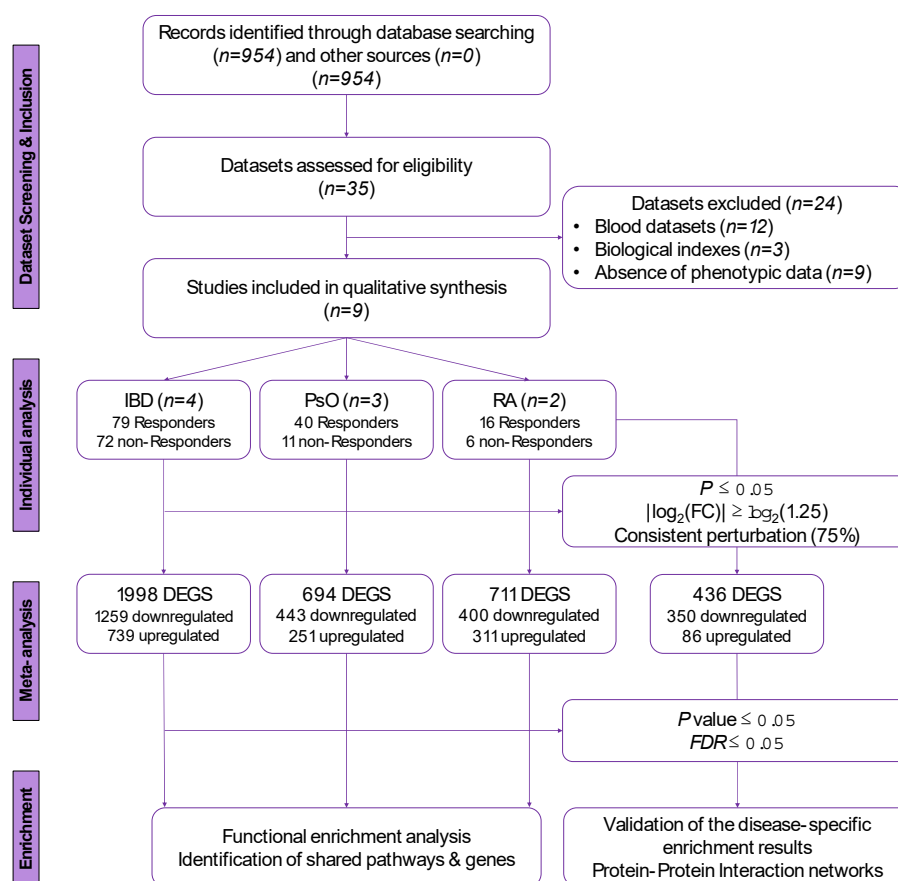 Dataset Screening & Inclusion
Records identified through database searching
(n=954) and other sources (n=0)
(n=954)
Datasets assessed for eligibility
(n=35)
Datasets excluded (n=24)
• Blood datasets (n=12)
• Biological indexes (n=3)
• Absence of phenotypic data (n=9)
Studies included in qualitative synthesis
(n=9)
Individual analysis
IBD (n=4)
79 Responders
72 non-Responders
PsO (n=3)
40 Responders
11 non-Responders
RA (n=2)
16 Responders
6 non-Responders
P ≤ 0.05
|log₂(FC)| ≥ log₂(1.25)
Consistent perturbation (75%)
Meta-analysis
1998 DEGS
1259 downregulated
739 upregulated
694 DEGS
443 downregulated
251 upregulated
711 DEGS
400 downregulated
311 upregulated
436 DEGS
350 downregulated
86 upregulated
P value ≤ 0.05
FDR ≤ 0.05
Enrichment
Functional enrichment analysis
Identification of shared pathways & genes
Validation of the disease-specific
enrichment results
Protein-Protein Interaction networks